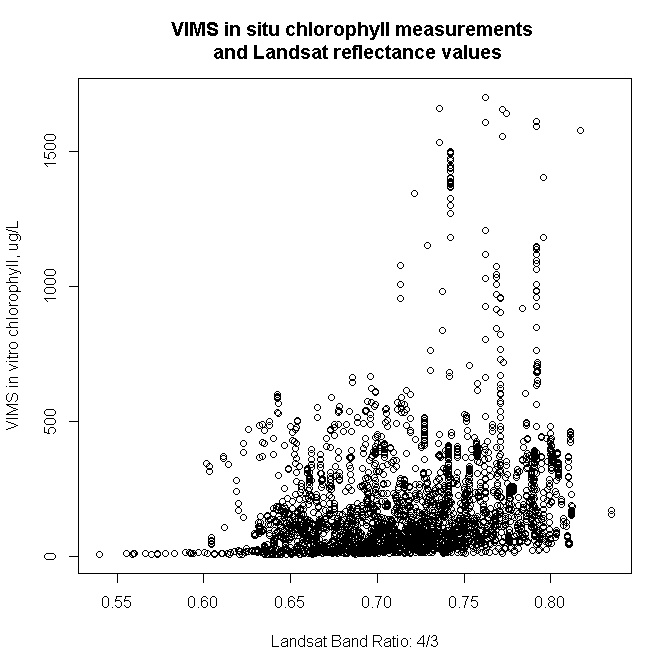 VIMS in situ chlorophyll measurements
and Landsat reflectance values
VIMS in vitro chlorophyll, ug/L
1500
1000
500
0
0.55 0.60 0.65 0.70 0.75 0.80
Landsat Band Ratio: 4/3